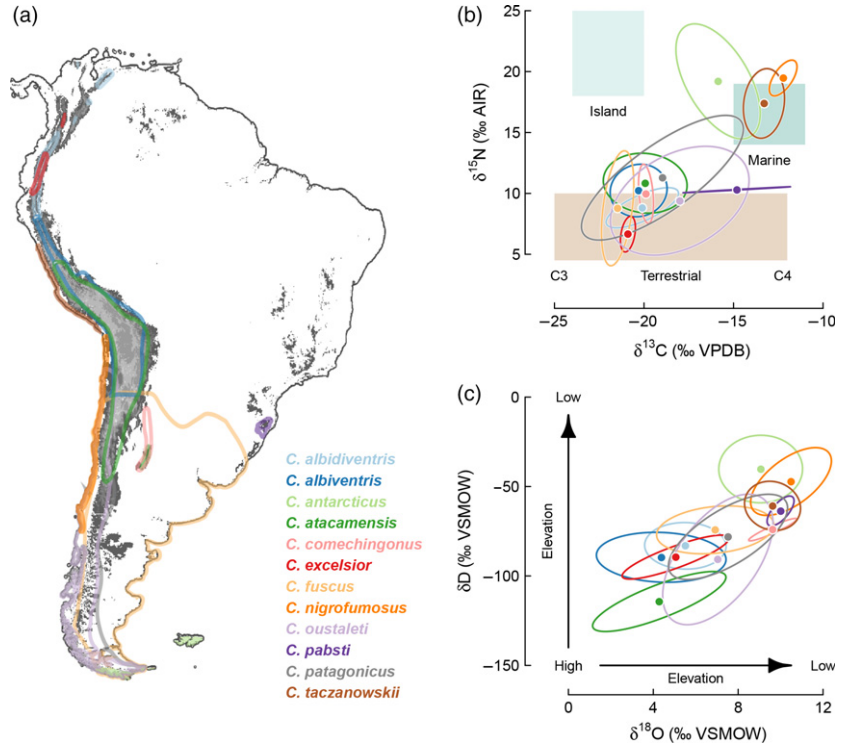 (a)
C. albidiventris
C. albiventris
C. antarcticus
C. atacamensis
C. comechingonus
C. excelsior
C. fuscus
C. nigrofumosus
C. oustaleti
C. pabsti
C. patagonicus
C. taczanowskii
(b)
25
20
15
10
5
δ15N (‰ AIR)
Island
Marine
C3
Terrestrial
C4
−25
−20
−15
−10
δ13C (‰ VPDB)
(c)
0
−50
−100
−150
δD (‰ VSMOW)
Low
Elevation
High
Elevation
Low
0
4
8
12
δ18O (‰ VSMOW)